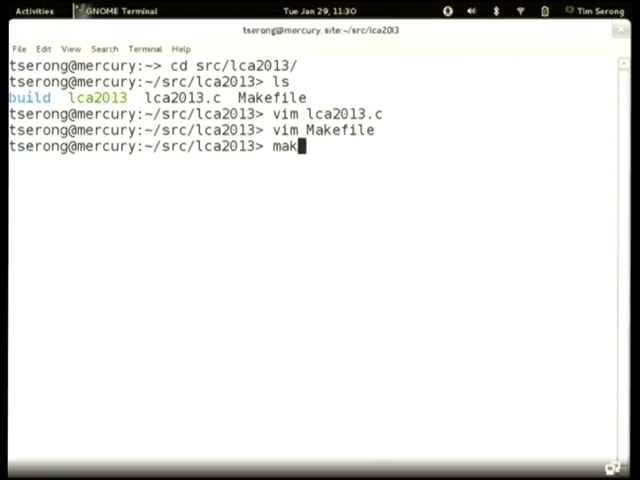 Activities GNOME Terminal Tue Jan 29, 11:30 Tim Serong
tserong@mercury.site:~/src/lca2013
File Edit View Search Terminal Help
tserong@mercury:~> cd src/lca2013/
tserong@mercury:~/src/lca2013> ls
build lca2013 lca2013.c Makefile
tserong@mercury:~/src/lca2013> vim lca2013.c
tserong@mercury:~/src/lca2013> vim Makefile
tserong@mercury:~/src/lca2013> mak